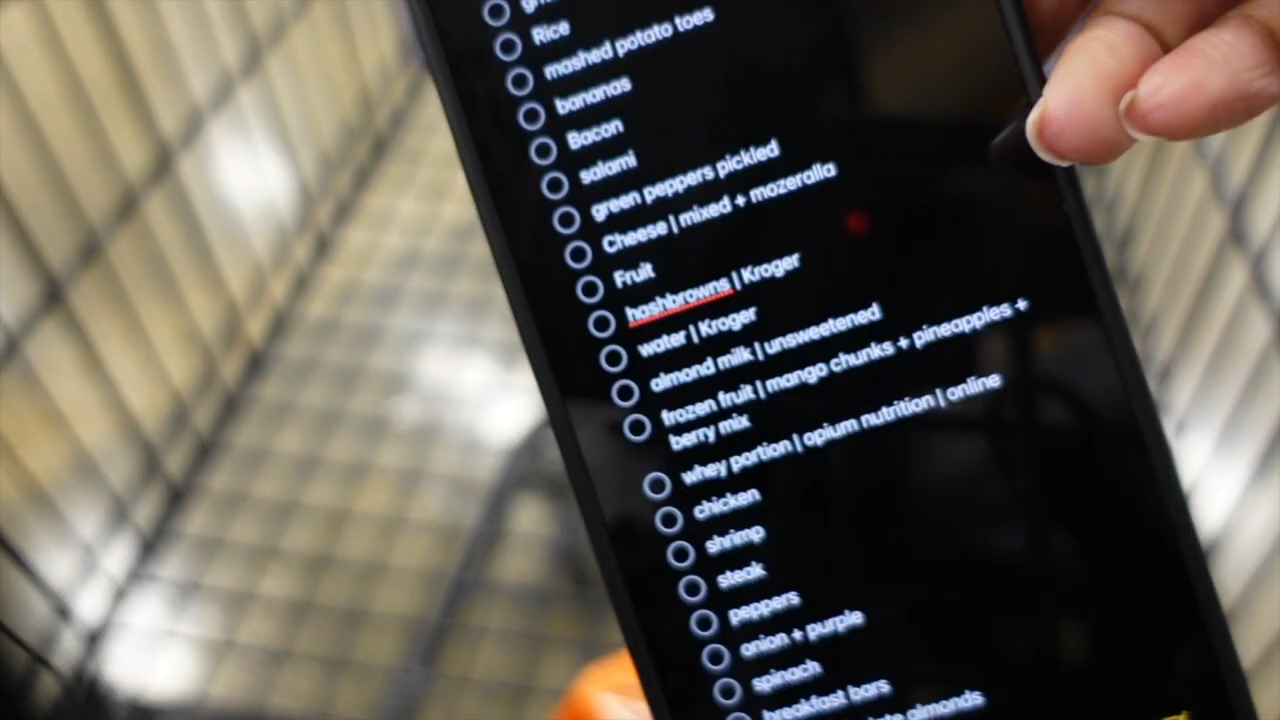 Rice
mashed potato toes
bananas
Bacon
salami
green peppers pickled
Cheese | mixed + mozeralla
Fruit
hashbrowns | Kroger
water | Kroger
almond milk | unsweetened
frozen fruit | mango chunks + pineapples +
berry mix
whey portion | opium nutrition | online
chicken
shrimp
steak
peppers
onion + purple
spinach
breakfast bars
almonds